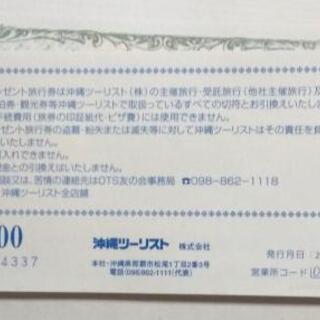 ゼント旅行券は沖縄ツーリスト（株）の主催旅行・受託旅行（他社主催旅行）及
泊券・観光券等沖縄ツーリストで取扱っているすべての切符とお引換えいたしま
手続費用（旅券の印証紙代・ビザ費）には使用できません。
ゼント旅行券の盗難・紛失または滅失等に対して沖縄ツーリストはその責任を負
入れできません。
金との引換えはいたしません。
談又は、苦情の連絡先はOTS友の会事務局 ☎098-862-1118
沖縄ツーリスト全店舗
00
4337
沖縄ツーリスト 株式会社
本社・沖縄県那覇市松尾1丁目2番3号
電話(098)862-1111(代表)
発行月日：2
営業所コード